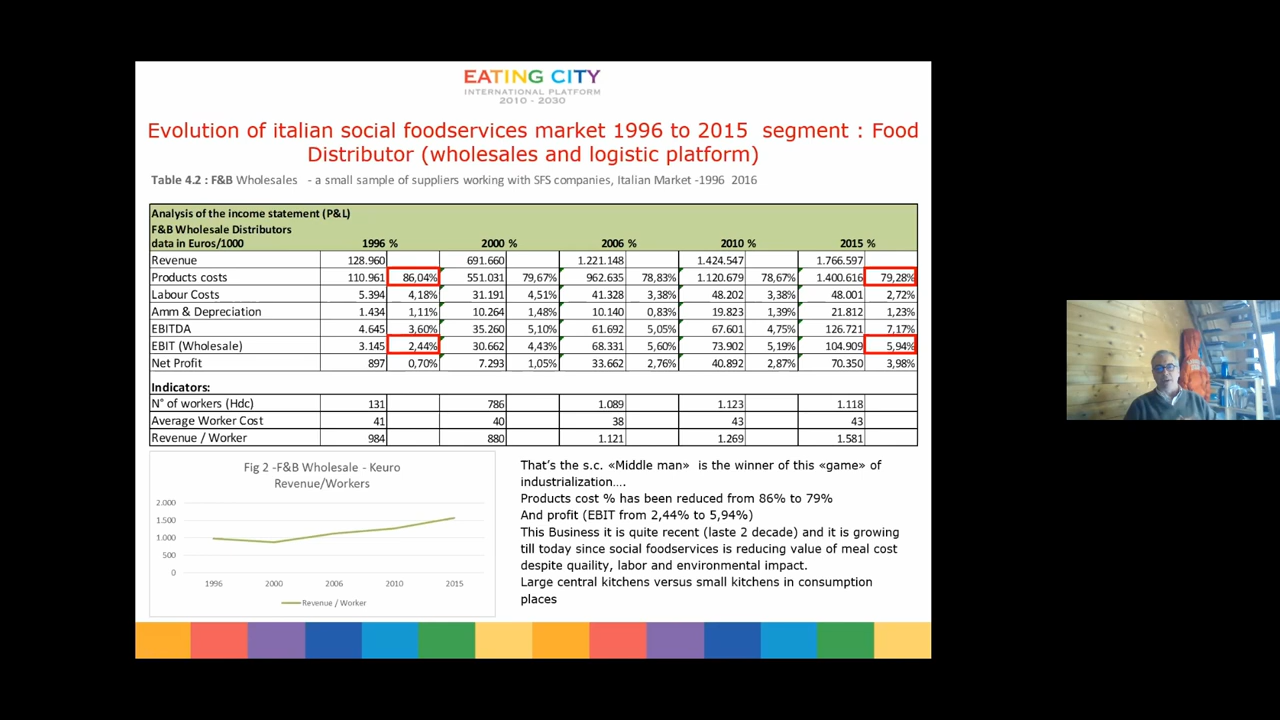 EATING CITY
INTERNATIONAL PLATFORM
2010 - 2030
Evolution of italian social foodservices market 1996 to 2015 segment : Food
Distributor (wholesales and logistic platform)
Table 4.2 : F&B Wholesales - a small sample of suppliers working with SFS companies, Italian Market -1996 2016
Analysis of the income statement (P&L)
F&B Wholesale Distributors
data in Euros/1000 1996 % 2000 % 2006 % 2010 % 2015 %
Revenue 128.960 691.660 1.221.148 1.424.547 1.766.597
Products costs 110.961 86,04% 551.031 79,67% 962.635 78,83% 1.120.679 78,67% 1.400.616 79,28%
Labour Costs 5.394 4,18% 31.191 4,51% 41.328 3,38% 48.202 3,38% 48.001 2,72%
Amm & Depreciation 1.434 1,11% 10.264 1,48% 10.140 0,83% 19.823 1,39% 21.812 1,23%
EBITDA 4.645 3,60% 35.260 5,10% 61.692 5,05% 67.601 4,75% 126.721 7,17%
EBIT (Wholesale) 3.145 2,44% 30.662 4,43% 68.331 5,60% 73.902 5,19% 104.909 5,94%
Net Profit 897 0,70% 7.293 1,05% 33.662 2,76% 40.892 2,87% 70.350 3,98%
Indicators:
N° of workers (Hdc) 131 786 1.089 1.123 1.118
Average Worker Cost 41 40 38 43 43
Revenue / Worker 984 880 1.121 1.269 1.581
Fig 2 -F&B Wholesale - Keuro
Revenue/Workers
2.000
1.500
1.000
500
0
1996 2000 2006 2010 2015
Revenue / Worker
That's the s.c. «Middle man» is the winner of this «game» of
industrialization....
Products cost % has been reduced from 86% to 79%
And profit (EBIT from 2,44% to 5,94%)
This Business it is quite recent (laste 2 decade) and it is growing
till today since social foodservices is reducing value of meal cost
despite quaility, labor and environmental impact.
Large central kitchens versus small kitchens in consumption
places